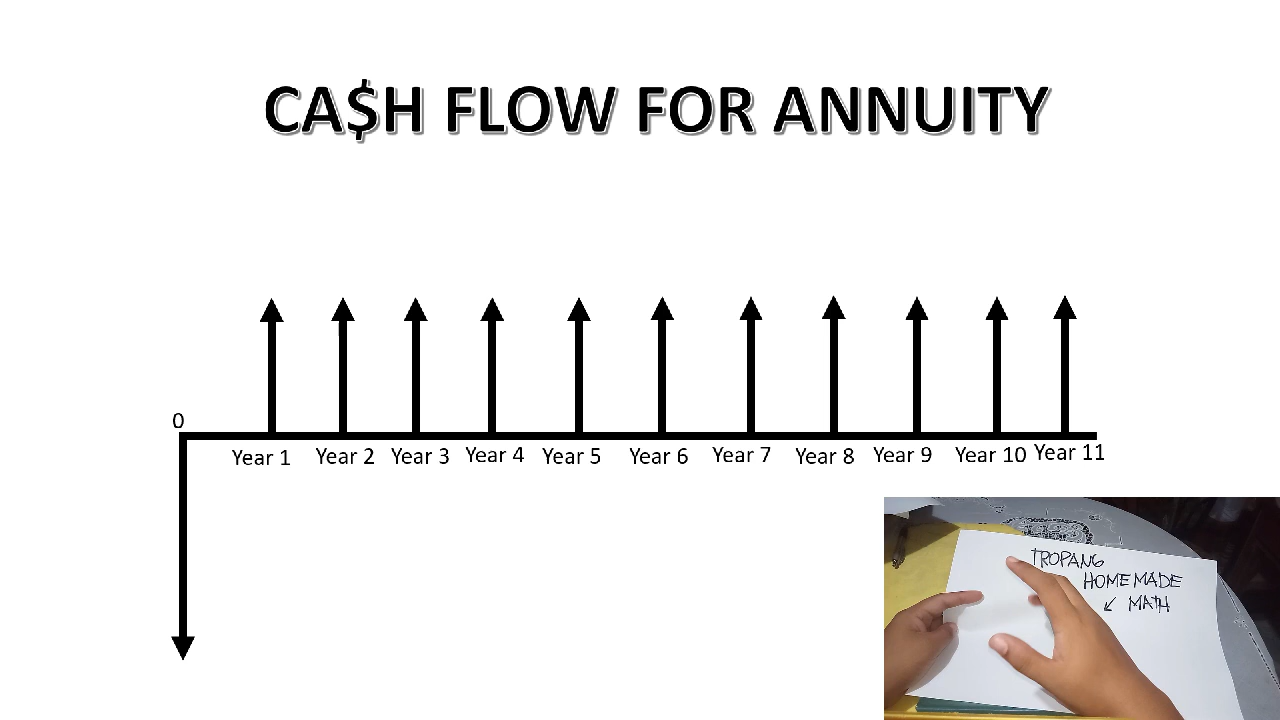 CA$H FLOW FOR ANNUITY
0
Year 1 Year 2 Year 3 Year 4 Year 5 Year 6 Year 7 Year 8 Year 9 Year 10 Year 11
TROPANG
HOMEMADE
MATH